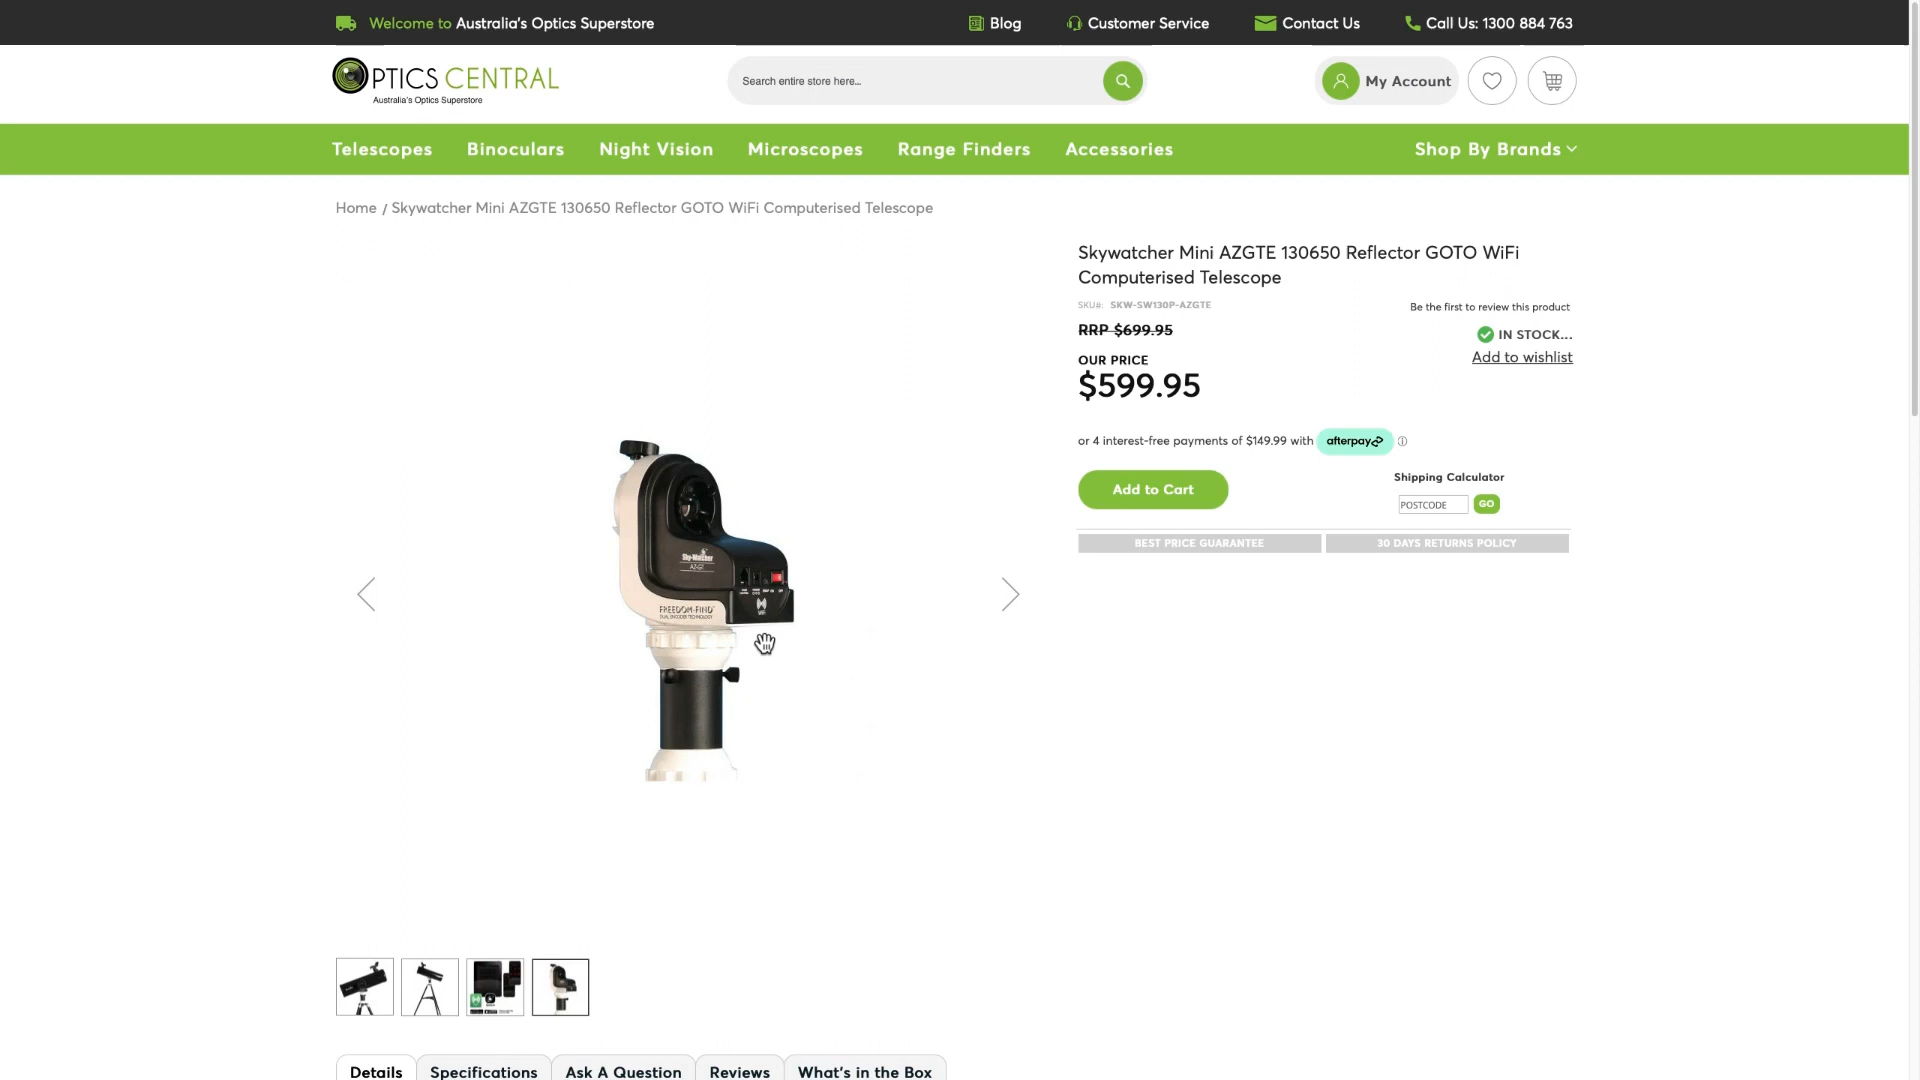 Welcome to Australia's Optics Superstore
Blog
Customer Service
Contact Us
Call Us: 1300 884 763
OPTICS CENTRAL
Australia's Optics Superstore
Search entire store here...
My Account
Telescopes
Binoculars
Night Vision
Microscopes
Range Finders
Accessories
Shop By Brands
Home / Skywatcher Mini AZGTE 130650 Reflector GOTO WiFi Computerised Telescope
Skywatcher Mini AZGTE 130650 Reflector GOTO WiFi
Computerised Telescope
SKU#: SKW-SW130P-AZGTE
Be the first to review this product
RRP $699.95
IN STOCK...
Add to wishlist
OUR PRICE
$599.95
or 4 interest-free payments of $149.99 with afterpay
Add to Cart
Shipping Calculator
POSTCODE
GO
BEST PRICE GUARANTEE
30 DAYS RETURNS POLICY
Sky-Watcher
AZ-GT
WiFi
FREEDOM-FIND
DUAL ENCODER TECHNOLOGY
Details
Specifications
Ask A Question
Reviews
What's in the Box